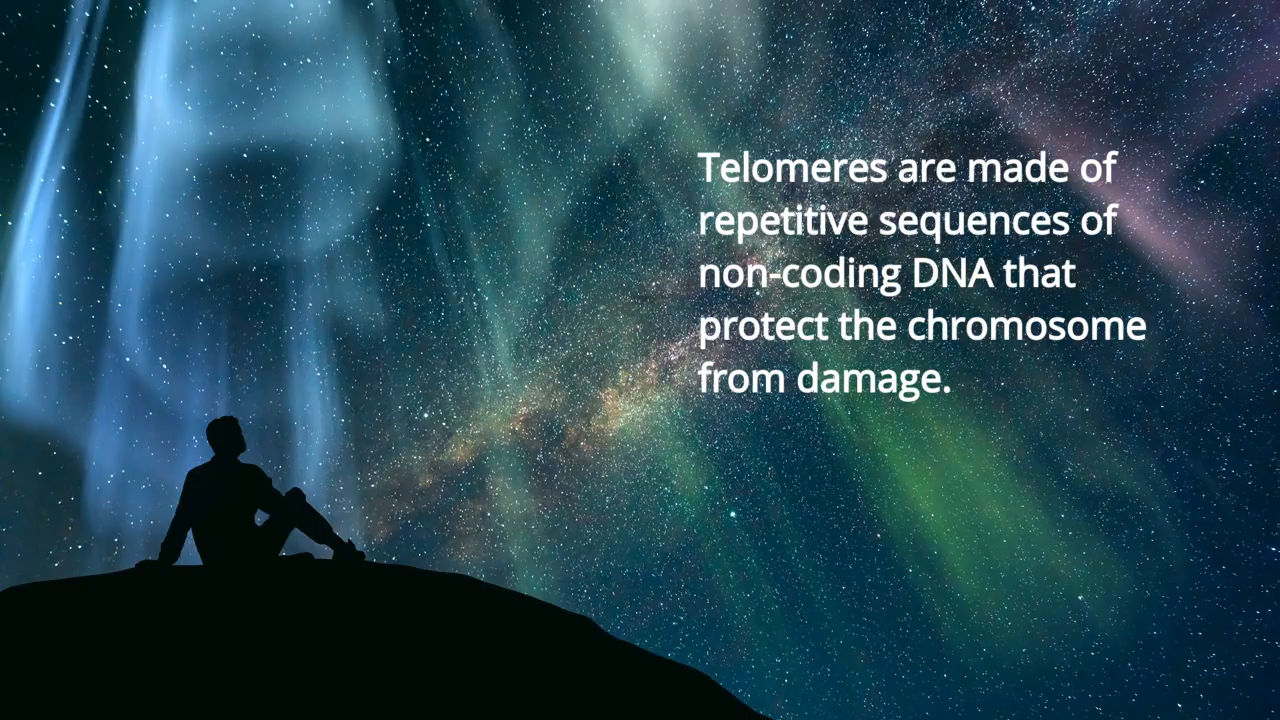 Telomeres are made of
repetitive sequences of
non-coding DNA that
protect the chromosome
from damage.